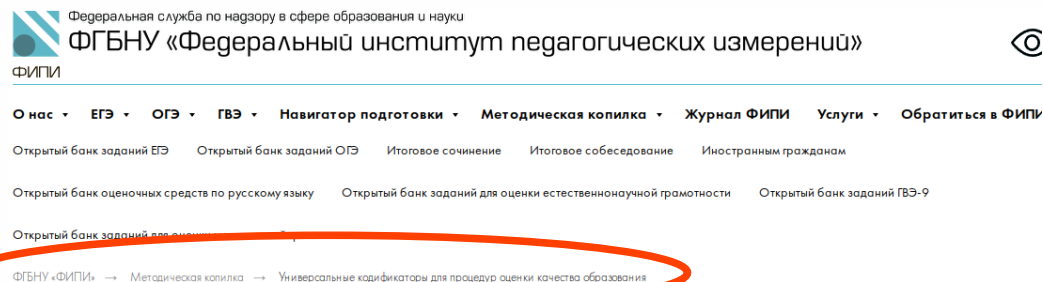 Федеральная служба по надзору в сфере образования и науки
ФГБНУ «Федеральный институт педагогических измерений»
ФИПИ
О нас ЕГЭ ОГЭ ГВЭ Навигатор подготовки Методическая копилка Журнал ФИПИ Услуги Обратиться в ФИПИ
Открытый банк заданий ЕГЭ Открытый банк заданий ОГЭ Итоговое сочинение Итоговое собеседование Иностранным гражданам
Открытый банк оценочных средств по русскому языку Открытый банк заданий для оценки естественнонаучной грамотности Открытый банк заданий ГВЭ-9
Открытый банк заданий для
ФГБНУ «ФИПИ» → Методическая копилка → Универсальные кодификаторы для процедур оценки качества образования